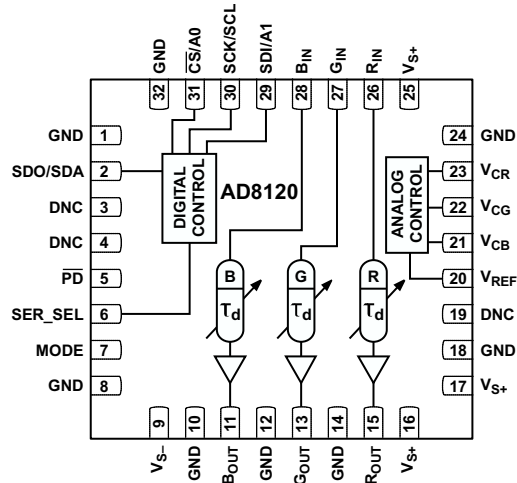 GND
CS/A0
SCK/SCL
SDI/A1
BIN
GIN
RIN
VS+
32
31
30
29
28
27
26
25
GND 1
SDO/SDA 2
DNC 3
DNC 4
PD 5
SER_SEL 6
MODE 7
GND 8
DIGITAL
CONTROL
AD8120
ANALOG
CONTROL
B
G
R
τd
τd
τd
24 GND
23 VCR
22 VCG
21 VCB
20 VREF
19 DNC
18 GND
17 VS+
9
10
11
12
13
14
15
16
VS–
GND
BOUT
GND
GOUT
GND
ROUT
VS+